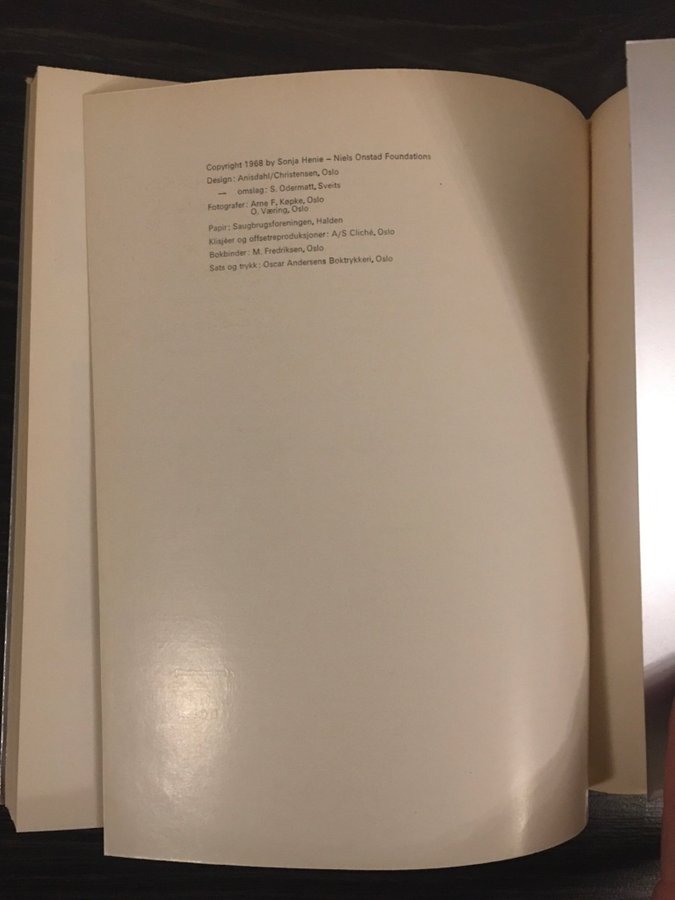 Copyright 1968 by Sonja Henie – Niels Onstad Foundations
Design: Anisdahl/Christensen, Oslo
— omslag: S. Odermatt, Sveits
Fotografer: Arne F. Køpke, Oslo
O. Væring, Oslo
Papir: Saugbrugsforeningen, Halden
Klisjéer og offsetreproduksjoner: A/S Cliché, Oslo
Bokbinder: M. Fredriksen, Oslo
Sats og trykk: Oscar Andersens Boktrykkeri, Oslo